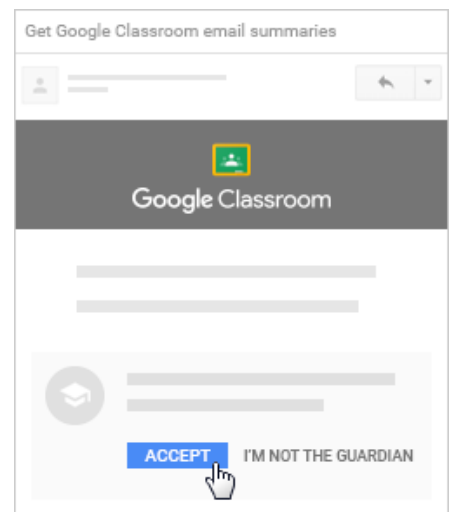 Get Google Classroom email summaries
Google Classroom
ACCEPT I'M NOT THE GUARDIAN